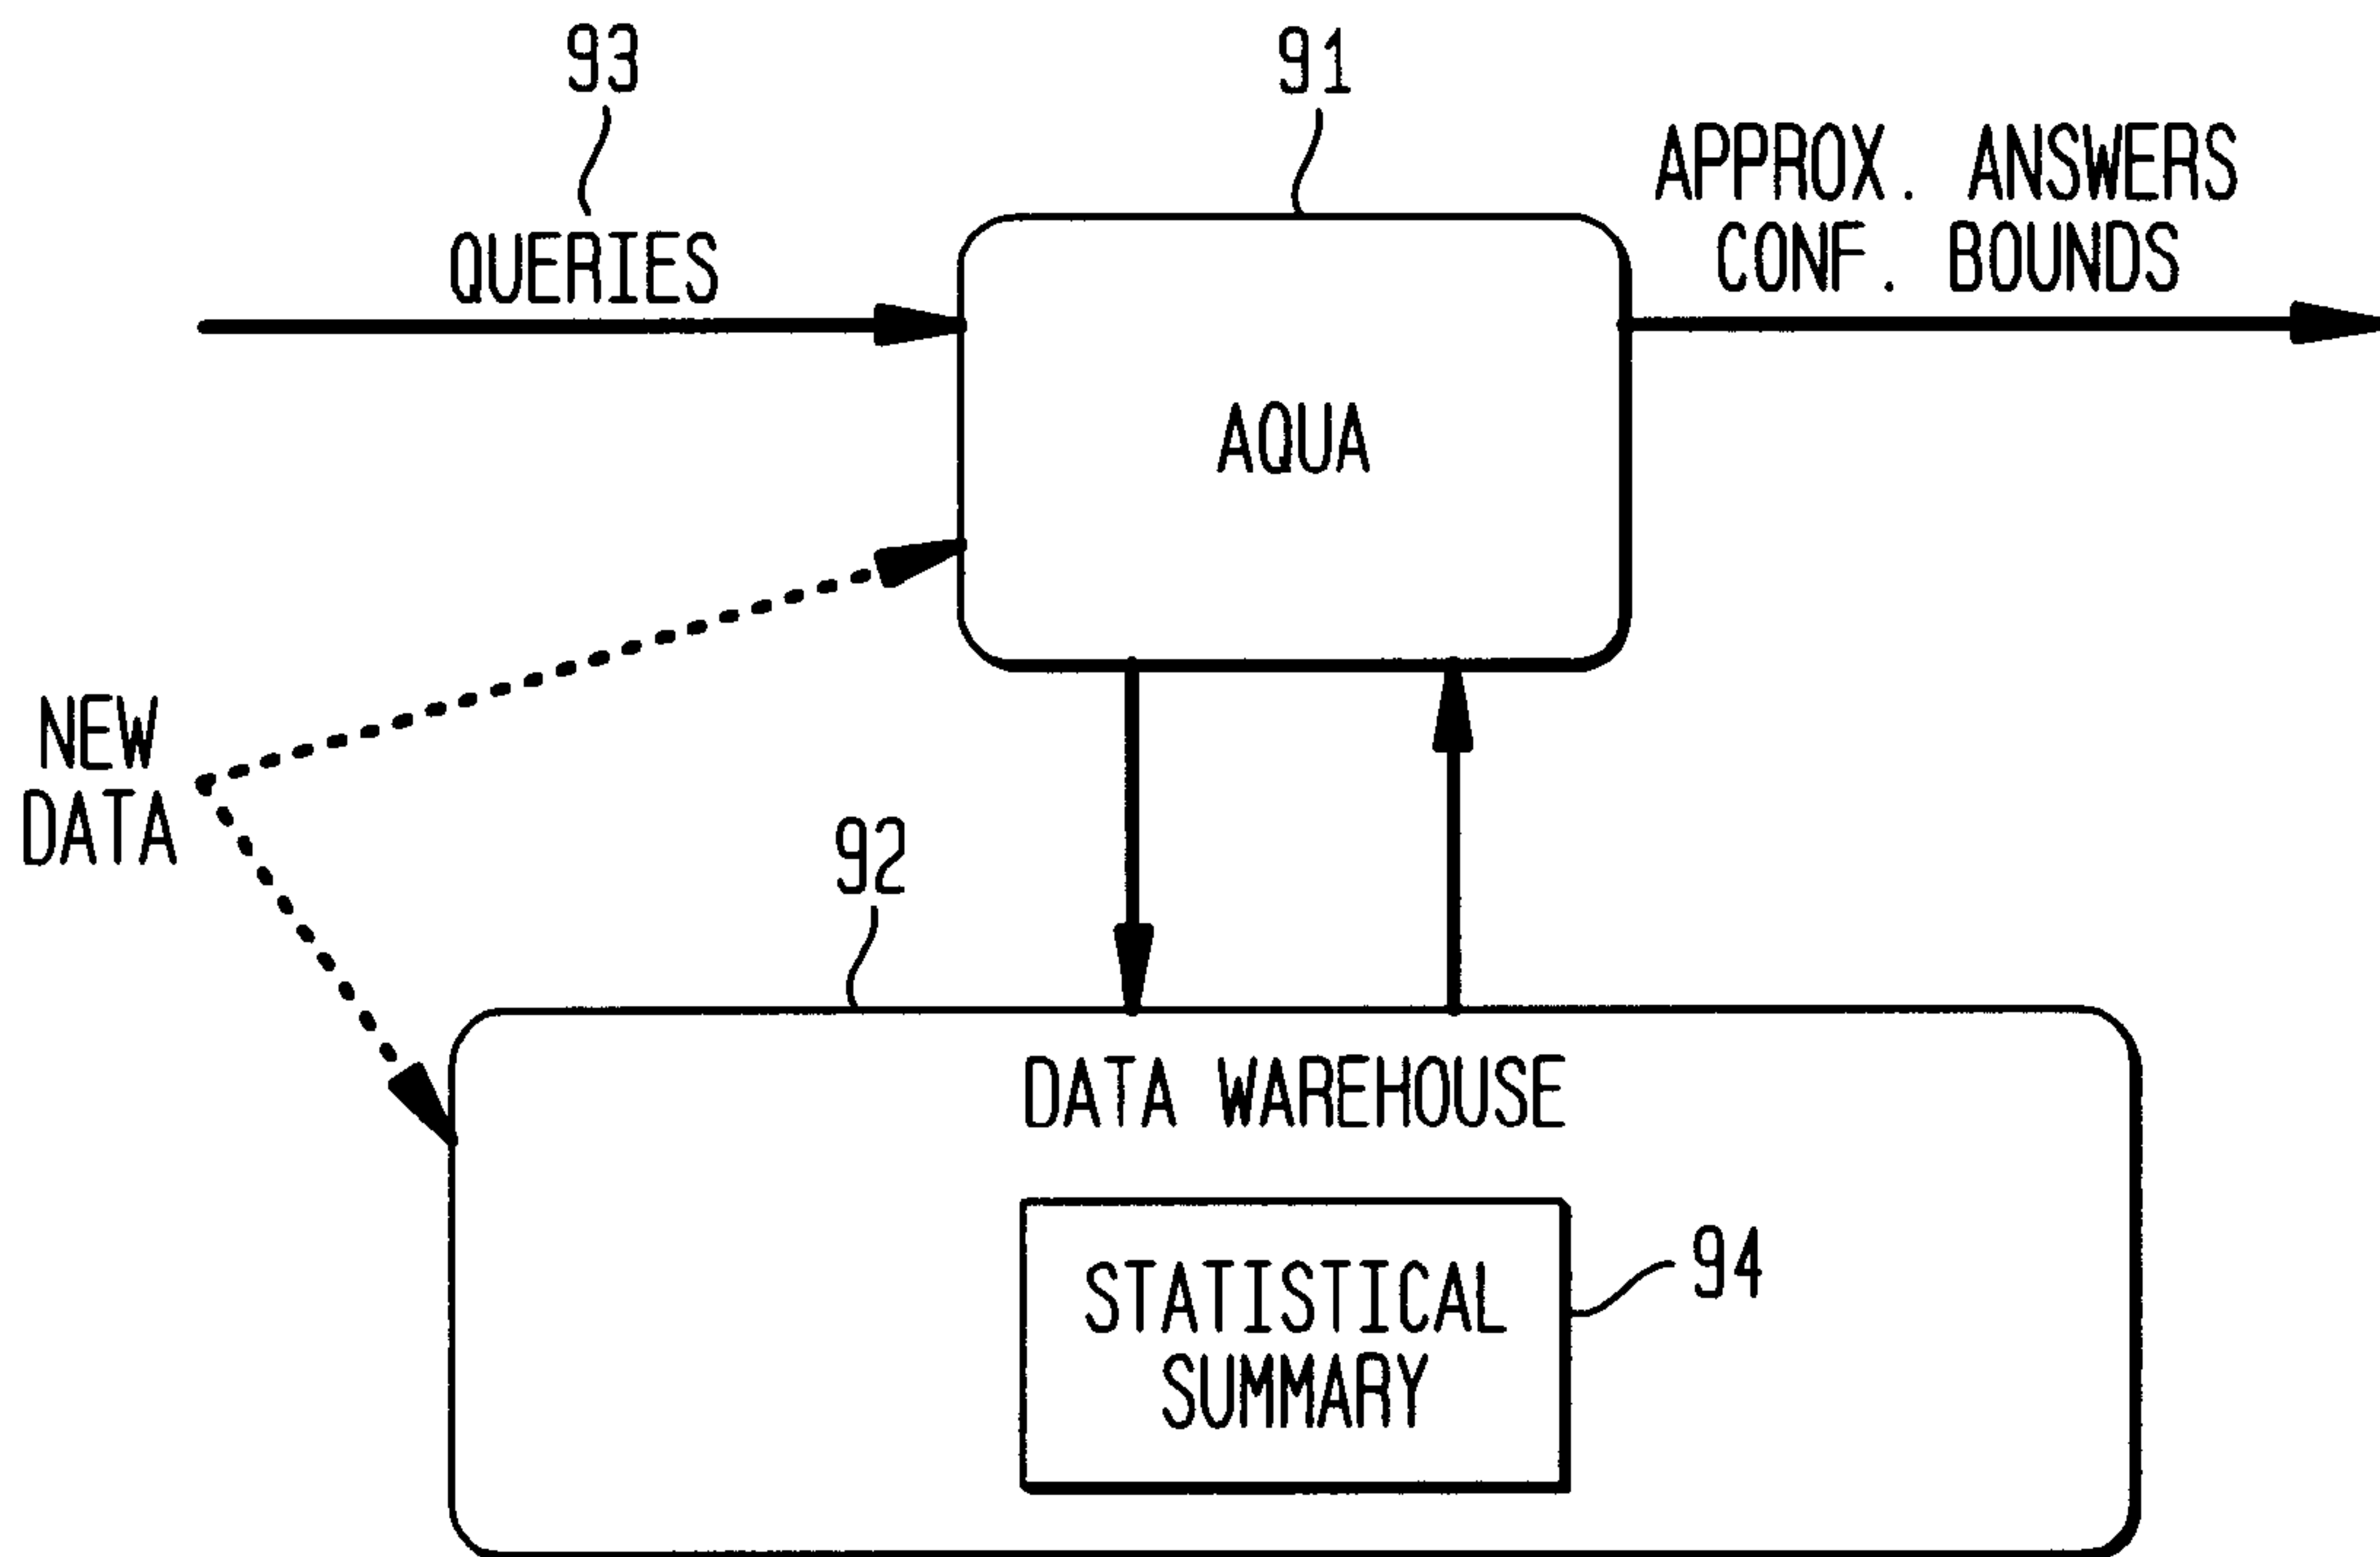 93
91
APPROX. ANSWERS
CONF. BOUNDS
QUERIES
AQUA
NEW
DATA
92
DATA WAREHOUSE
STATISTICAL
SUMMARY
94